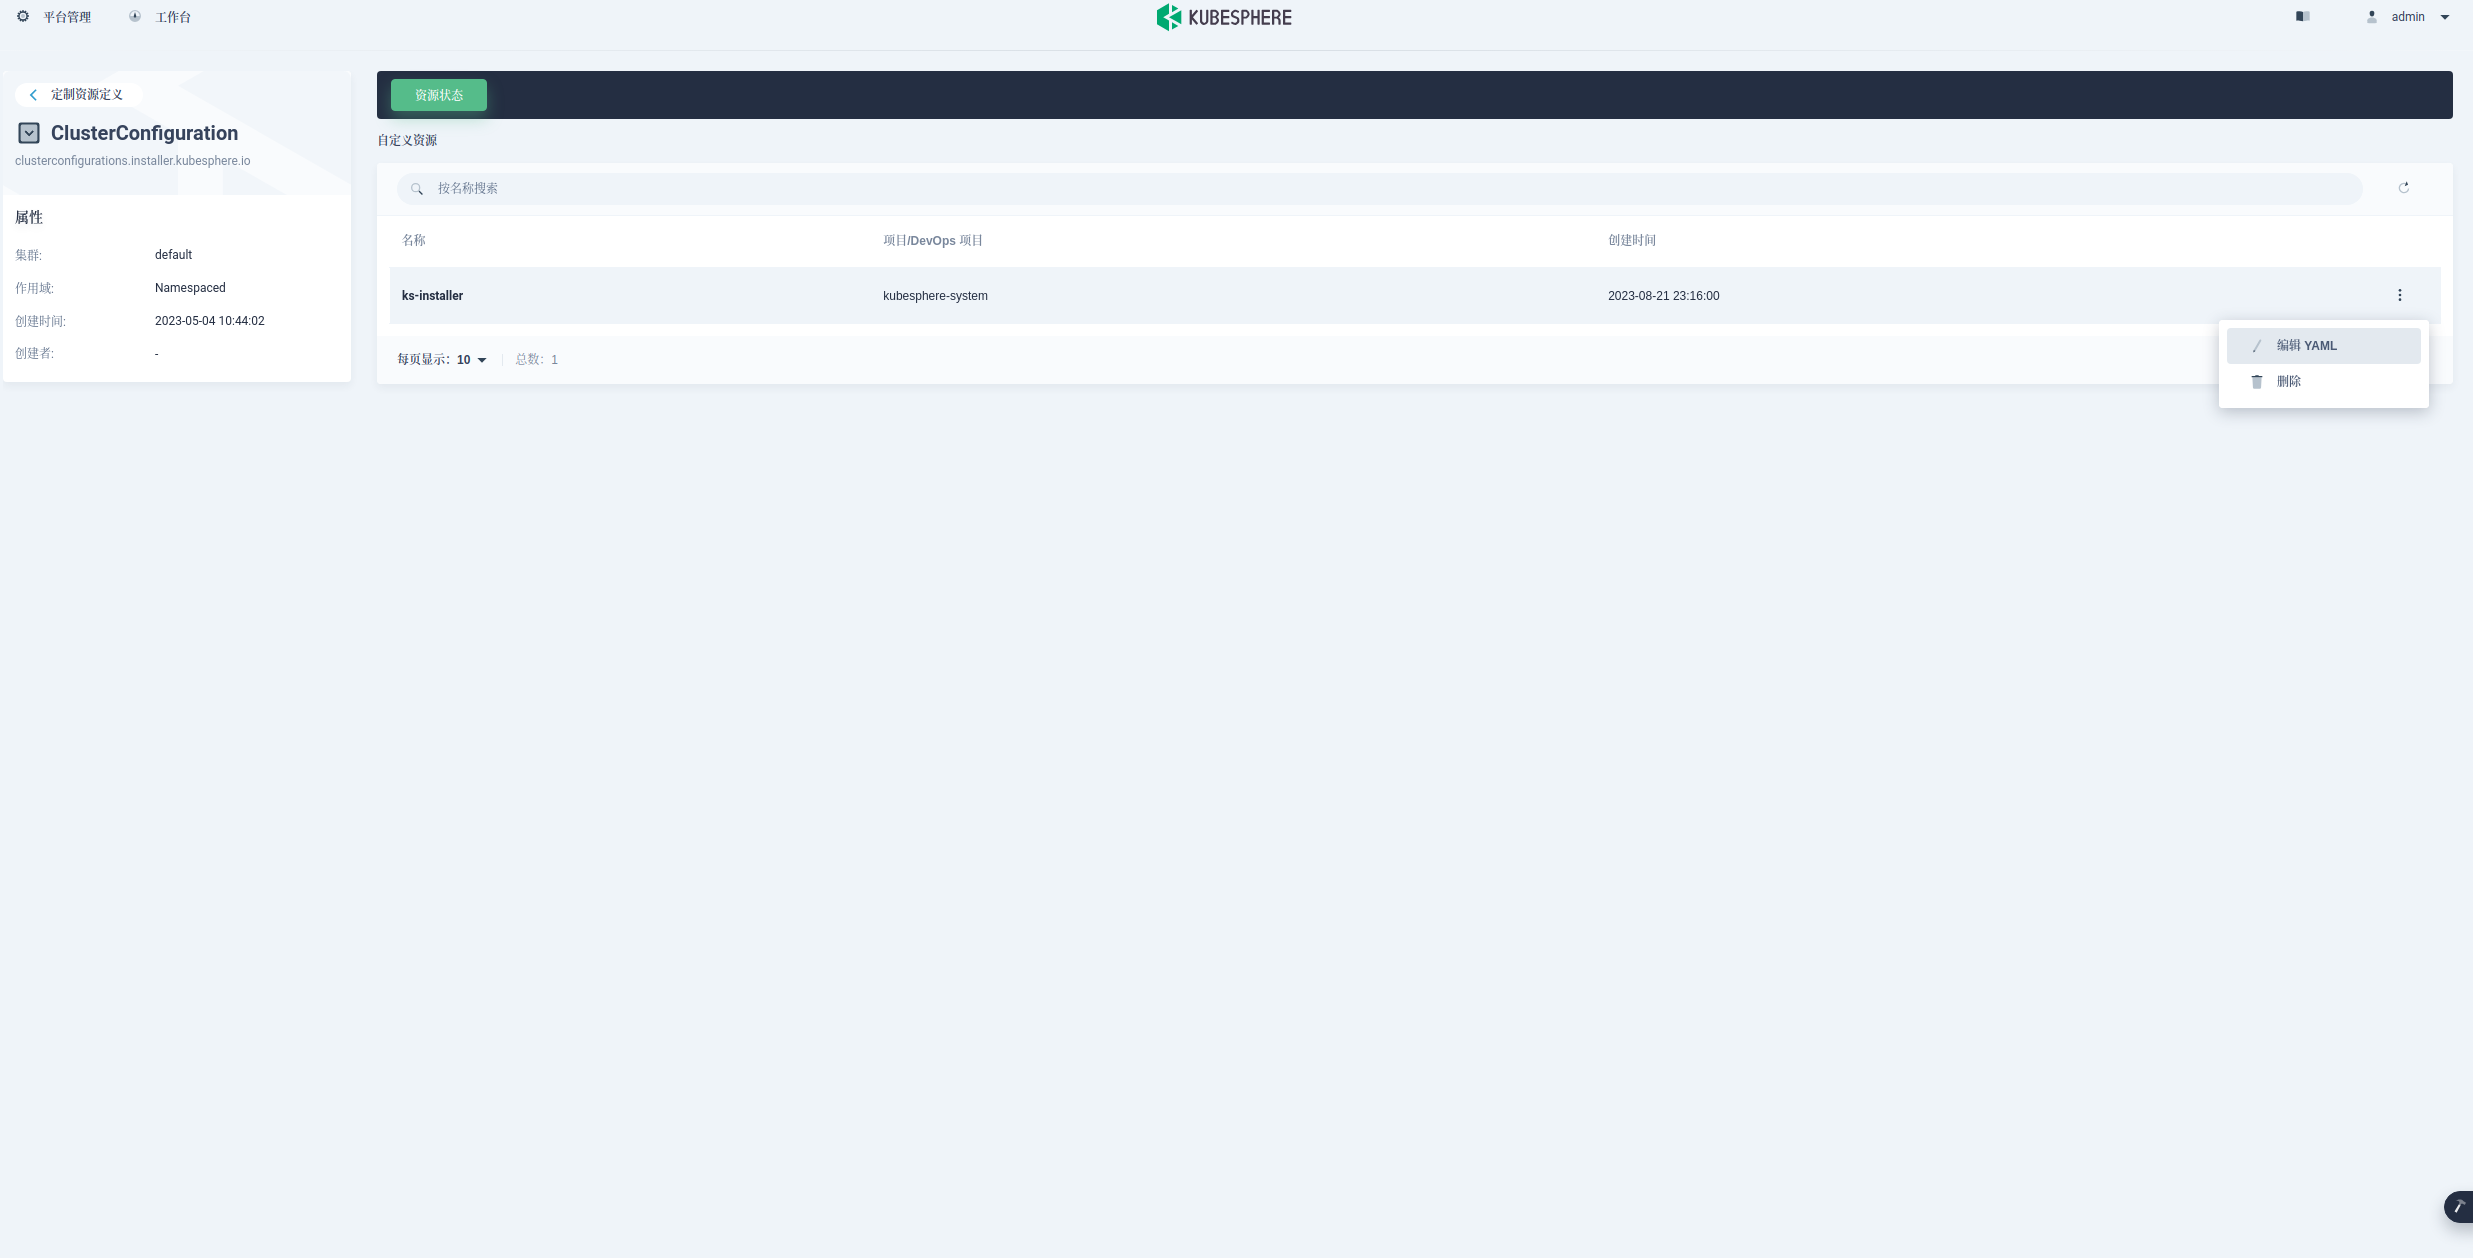 平台管理
工作台
KUBESPHERE
admin
定制资源定义
ClusterConfiguration
clusterconfigurations.installer.kubesphere.io
属性
集群: default
作用域: Namespaced
创建时间: 2023-05-04 10:44:02
创建者: -
资源状态
自定义资源
按名称搜索
名称 项目/DevOps 项目 创建时间
ks-installer kubesphere-system 2023-08-21 23:16:00
每页显示：10 总数：1
编辑 YAML
删除